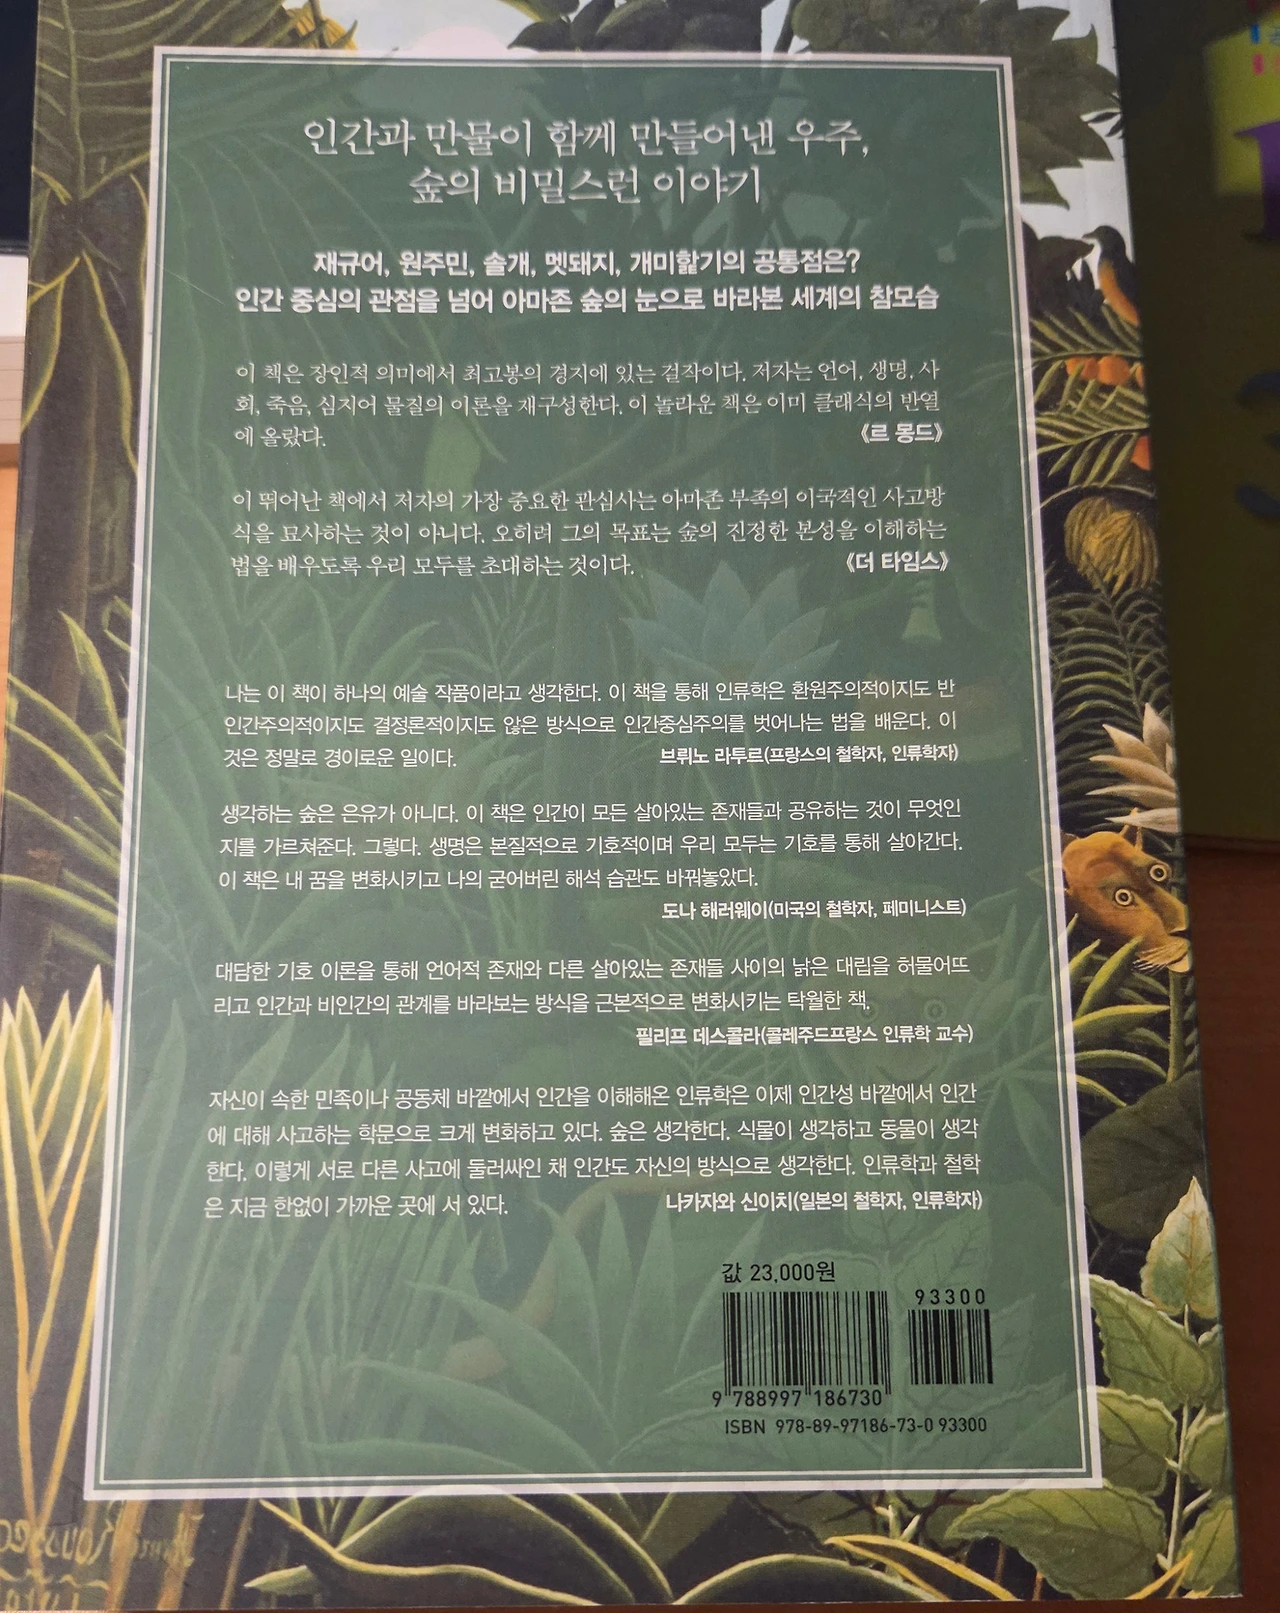 인간과 만물이 함께 만들어낸 우주,
숲의 비밀스런 이야기
재규어, 원주민, 솔개, 멧돼지, 개미핥기의 공통점은?
인간 중심의 관점을 넘어 아마존 숲의 눈으로 바라본 세계의 참모습
이 책은 장인적 의미에서 최고봉의 경지에 있는 걸작이다. 저자는 언어, 생명, 사
회, 죽음, 심지어 물질의 이론을 재구성한다. 이 놀라운 책은 이미 클래식의 반열
에 올랐다. 《르 몽드》
이 뛰어난 책에서 저자의 가장 중요한 관심사는 아마존 부족의 이국적인 사고방
식을 묘사하는 것이 아니다. 오히려 그의 목표는 숲의 진정한 본성을 이해하는
법을 배우도록 우리 모두를 초대하는 것이다. 《더 타임스》
나는 이 책이 하나의 예술 작품이라고 생각한다. 이 책을 통해 인류학은 환원주의적이지도 반
인간주의적이지도 결정론적이지도 않은 방식으로 인간중심주의를 벗어나는 법을 배운다. 이
것은 정말로 경이로운 일이다. 브뤼노 라투르(프랑스의 철학자, 인류학자)
생각하는 숲은 은유가 아니다. 이 책은 인간이 모든 살아있는 존재들과 공유하는 것이 무엇인
지를 가르쳐준다. 그렇다. 생명은 본질적으로 기호적이며 우리 모두는 기호를 통해 살아간다.
이 책은 내 꿈을 변화시키고 나의 굳어버린 해석 습관도 바꿔놓았다.
도나 해러웨이(미국의 철학자, 페미니스트)
대담한 기호 이론을 통해 언어적 존재와 다른 살아있는 존재들 사이의 낡은 대립을 허물어뜨
리고 인간과 비인간의 관계를 바라보는 방식을 근본적으로 변화시키는 탁월한 책.
필리프 데스콜라(콜레주드프랑스 인류학 교수)
자신이 속한 민족이나 공동체 바깥에서 인간을 이해해온 인류학은 이제 인간성 바깥에서 인간
에 대해 사고하는 학문으로 크게 변화하고 있다. 숲은 생각한다. 식물이 생각하고 동물이 생각
한다. 이렇게 서로 다른 사고에 둘러싸인 채 인간도 자신의 방식으로 생각한다. 인류학과 철학
은 지금 한없이 가까운 곳에 서 있다. 나카자와 신이치(일본의 철학자, 인류학자)
값 23,000원
93300
9 788997 186730
ISBN 978-89-97186-73-0 93300